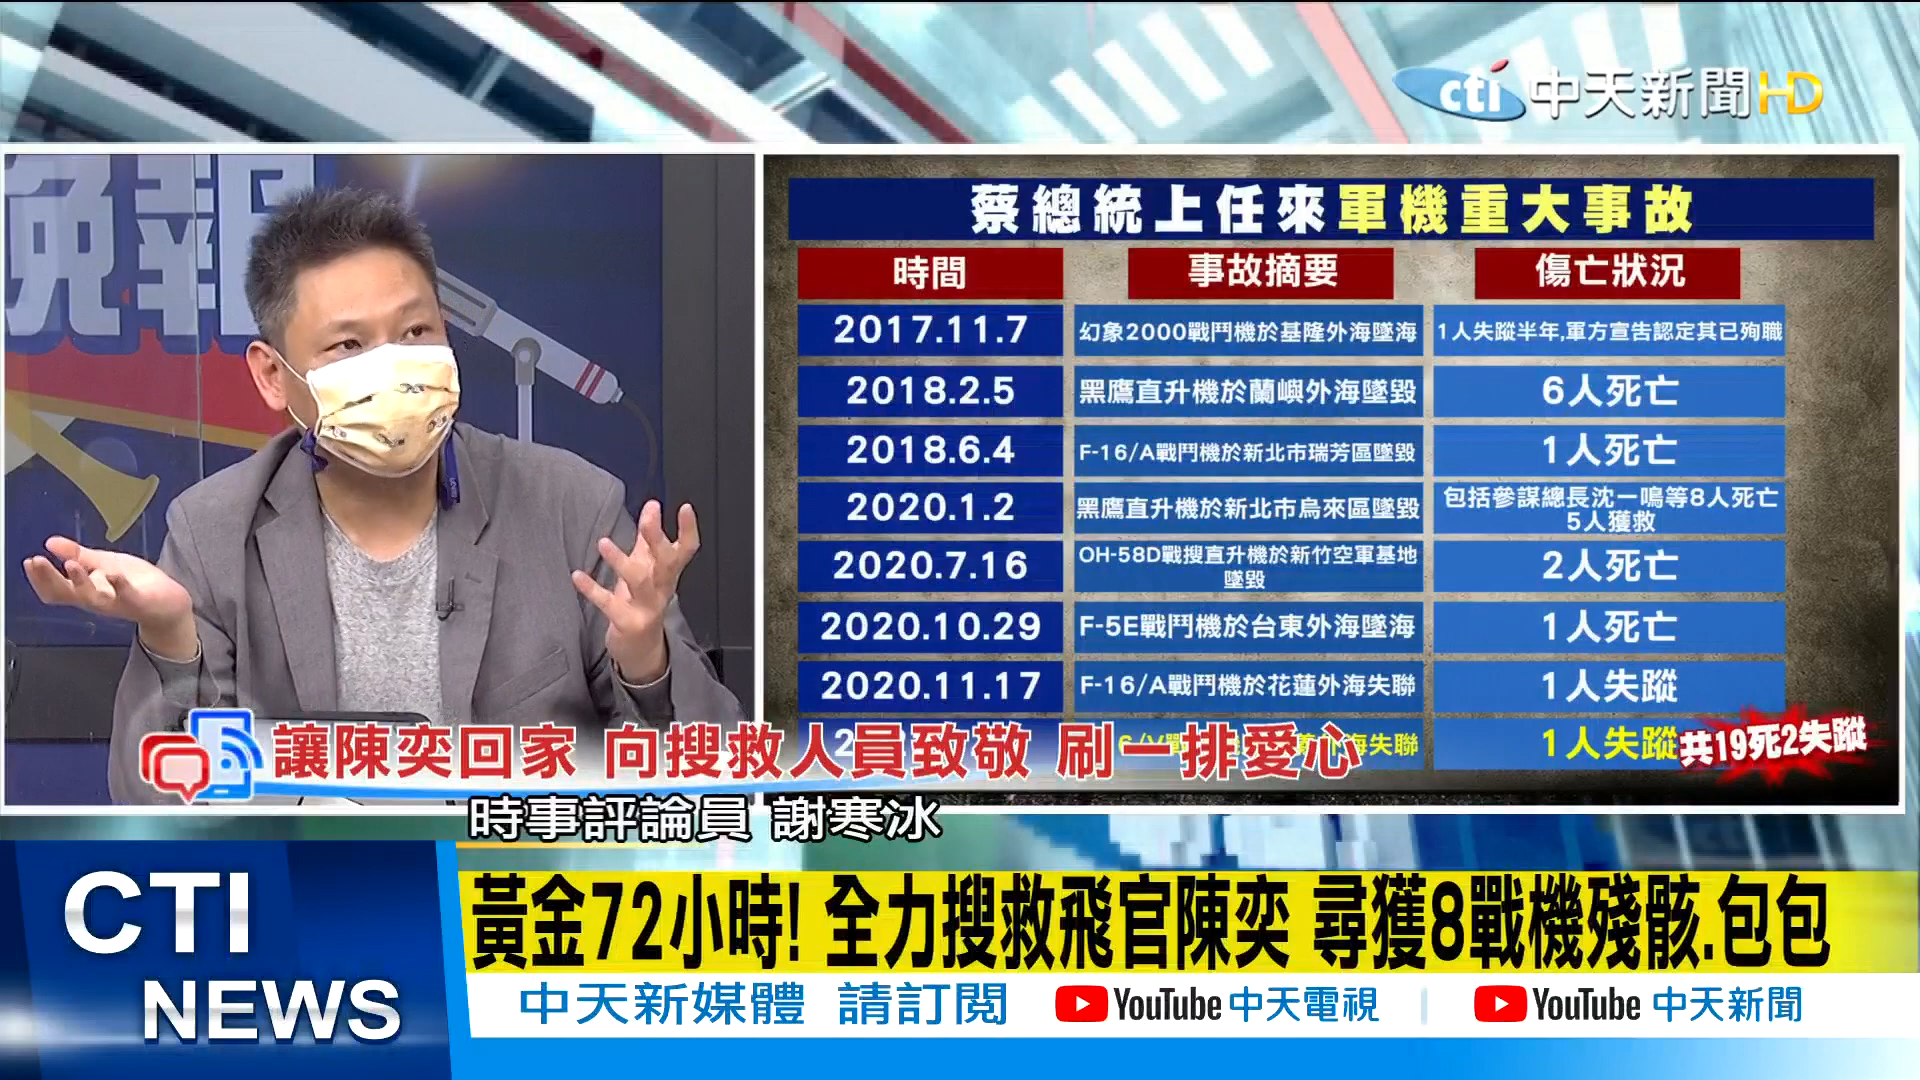 cti 中天新聞HD
晚報
蔡總統上任來軍機重大事故
時間 事故摘要 傷亡狀況
2017.11.7 幻象2000戰鬥機於基隆外海墜海 1人失蹤半年,軍方宣告認定其已殉職
2018.2.5 黑鷹直升機於蘭嶼外海墜毀 6人死亡
2018.6.4 F-16/A戰鬥機於新北市瑞芳區墜毀 1人死亡
2020.1.2 黑鷹直升機於新北市烏來區墜毀 包括參謀總長沈一鳴等8人死亡
5人獲救
2020.7.16 OH-58D戰搜直升機於新竹空軍基地
墜毀 2人死亡
2020.10.29 F-5E戰鬥機於台東外海墜海 1人死亡
2020.11.17 F-16/A戰鬥機於花蓮外海失聯 1人失蹤
外海失聯 1人失蹤
共19死2失蹤
讓陳奕回家 向搜救人員致敬 刷一排愛心
時事評論員 謝寒冰
CTI
NEWS
黃金72小時! 全力搜救飛官陳奕 尋獲8戰機殘骸.包包
中天新媒體 請訂閱 YouTube 中天電視 | YouTube 中天新聞